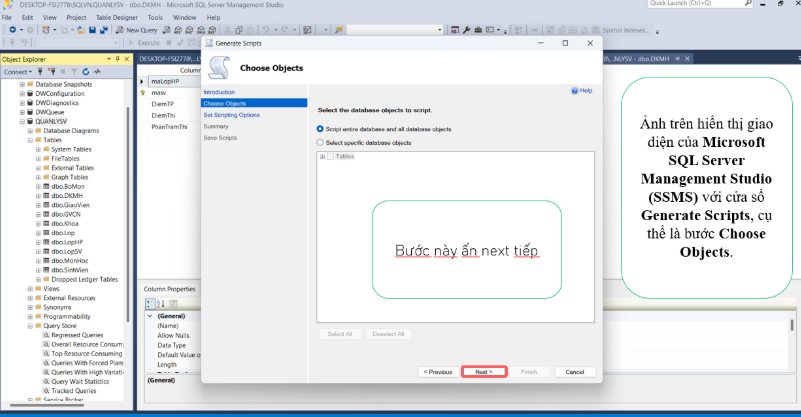 DESKTOP-FSI2778\SQLVN.QUANLYSV - dbo.DKMH - Microsoft SQL Server Management Studio
Quick Launch (Ctrl+Q)
File Edit View Project Table Designer Tools Window Help
New Query
Execute
Spatial Indexes...
Object Explorer
Connect
Database Snapshots
DWConfiguration
DWDiagnostics
DWQueue
QUANLYSV
Database Diagrams
Tables
System Tables
FileTables
External Tables
Graph Tables
dbo.BoMon
dbo.DKMH
dbo.GiaoVien
dbo.GVCN
dbo.Khoa
dbo.Lop
dbo.LopHP
dbo.LopSV
dbo.MonHoc
dbo.SinhVien
Dropped Ledger Tables
Views
External Resources
Synonyms
Programmability
Query Store
Regressed Queries
Overall Resource Consum
Top Resource Consuming
Queries With Forced Plan
Queries With High Variati
Query Wait Statistics
Tracked Queries
Service Broker
DESKTOP-FSI2778\...
Colum
maLopHP
masv
DiemTP
DiemThi
PhanTramThi
Column Properties
(General)
(Name)
Allow Nulls
Data Type
Default Value o
Length
(General)
...NLYSV - dbo.DKMH
Generate Scripts
Choose Objects
Help
Introduction
Choose Objects
Set Scripting Options
Summary
Save Scripts
Select the database objects to script.
Script entire database and all database objects
Select specific database objects
Tables
Bước này ấn next tiếp
Select All Deselect All
< Previous Next > Finish Cancel
Ảnh trên hiển thị giao
diện của Microsoft
SQL Server
Management Studio
(SSMS) với cửa sổ
Generate Scripts, cụ
thể là bước Choose
Objects.